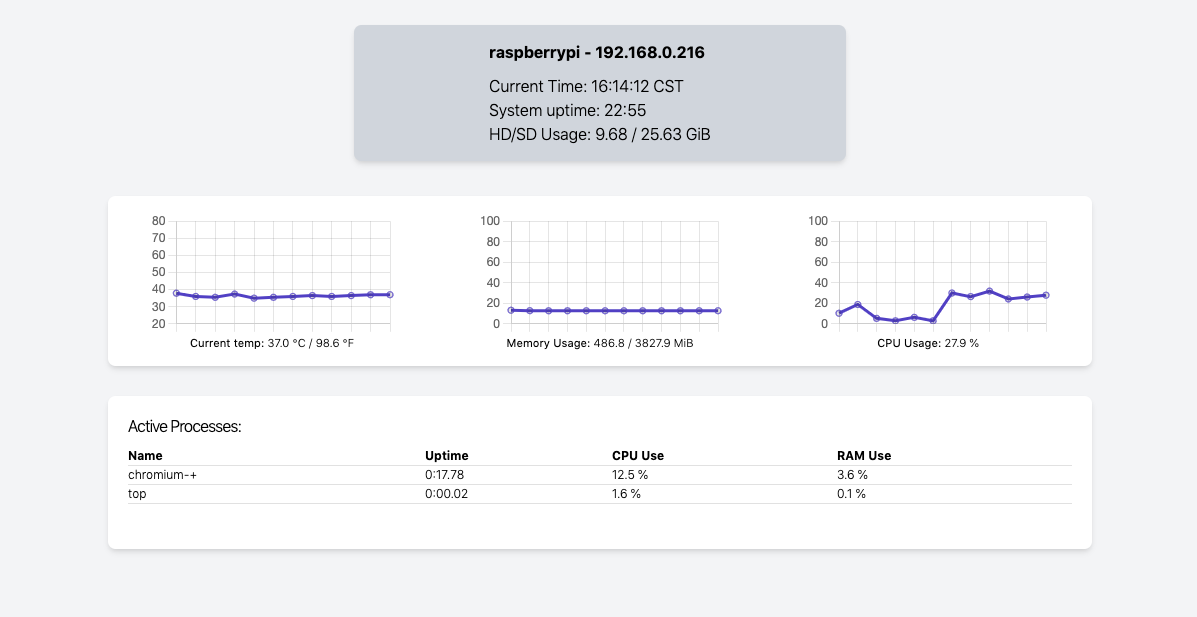 raspberrypi - 192.168.0.216
Current Time: 16:14:12 CST
System uptime: 22:55
HD/SD Usage: 9.68 / 25.63 GiB
80
70
60
50
40
30
20
Current temp: 37.0 °C / 98.6 °F
100
80
60
40
20
0
Memory Usage: 486.8 / 3827.9 MiB
100
80
60
40
20
0
CPU Usage: 27.9 %
Active Processes:
Name Uptime CPU Use RAM Use
chromium-+ 0:17.78 12.5 % 3.6 %
top 0:00.02 1.6 % 0.1 %